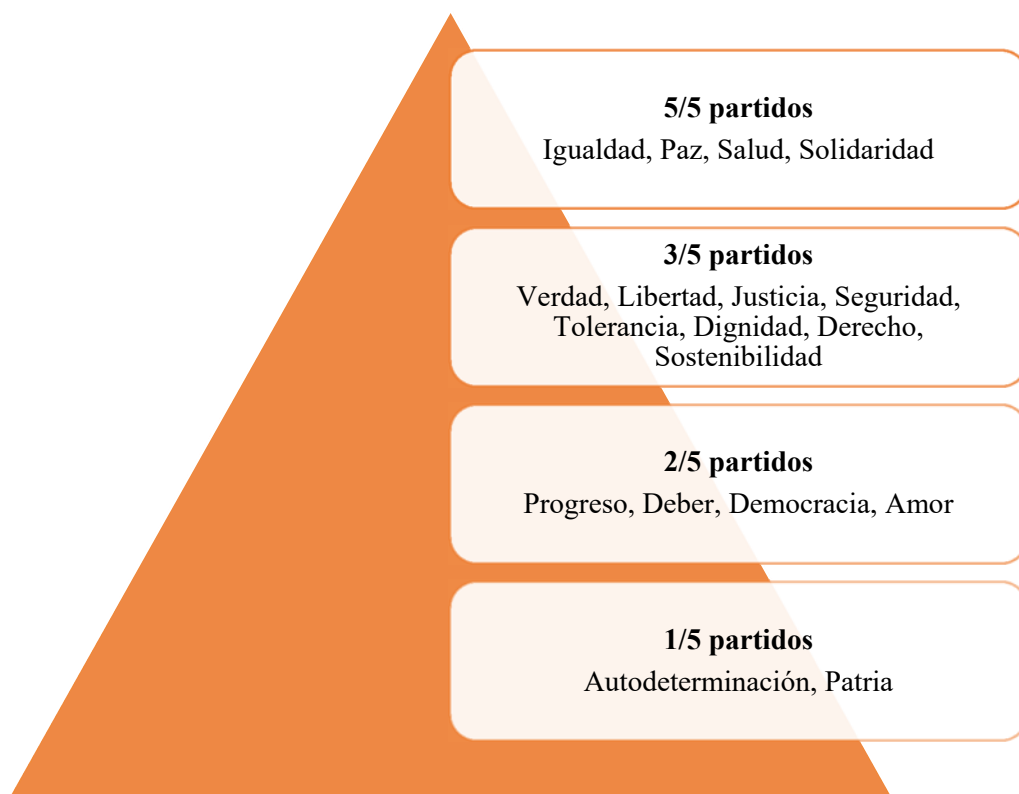 5/5 partidos
Igualdad, Paz, Salud, Solidaridad
3/5 partidos
Verdad, Libertad, Justicia, Seguridad,
Tolerancia, Dignidad, Derecho,
Sostenibilidad
2/5 partidos
Progreso, Deber, Democracia, Amor
1/5 partidos
Autodeterminación, Patria